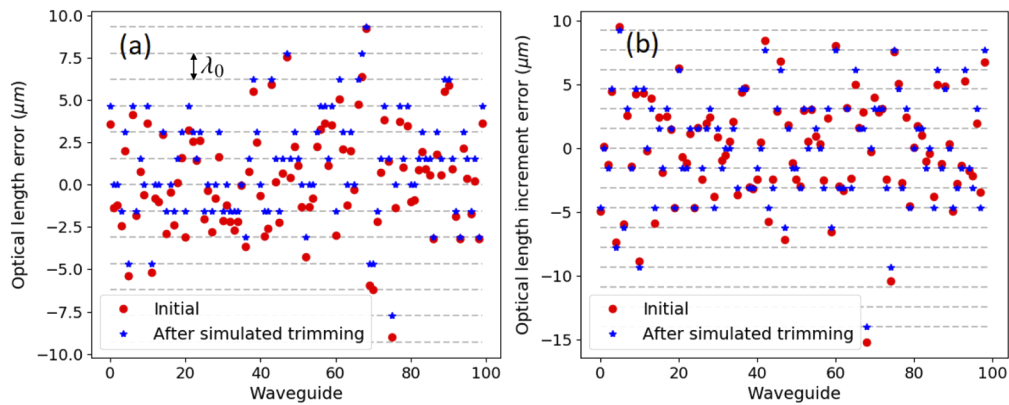 (a)
λ₀
10.0
7.5
5.0
2.5
0.0
−2.5
−5.0
−7.5
−10.0
Optical length error (μm)
Initial
After simulated trimming
0 20 40 60 80 100
Waveguide
(b)
10
5
0
−5
−10
−15
Optical length increment error (μm)
Initial
After simulated trimming
0 20 40 60 80 100
Waveguide